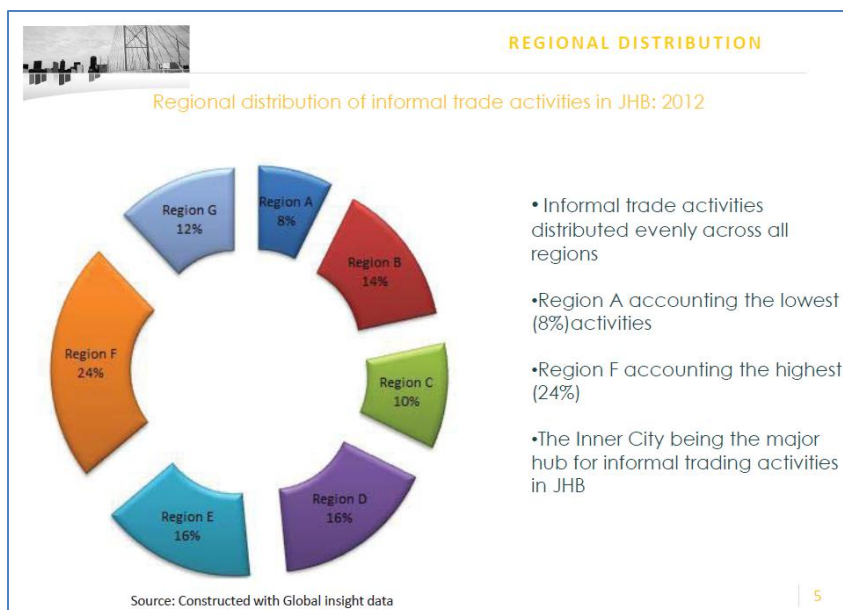 REGIONAL DISTRIBUTION
Regional distribution of informal trade activities in JHB: 2012
Region A
8%
Region B
14%
Region C
10%
Region D
16%
Region E
16%
Region F
24%
Region G
12%
• Informal trade activities
distributed evenly across all
regions
•Region A accounting the lowest
(8%)activities
•Region F accounting the highest
(24%)
•The Inner City being the major
hub for informal trading activities
in JHB
Source: Constructed with Global insight data
5